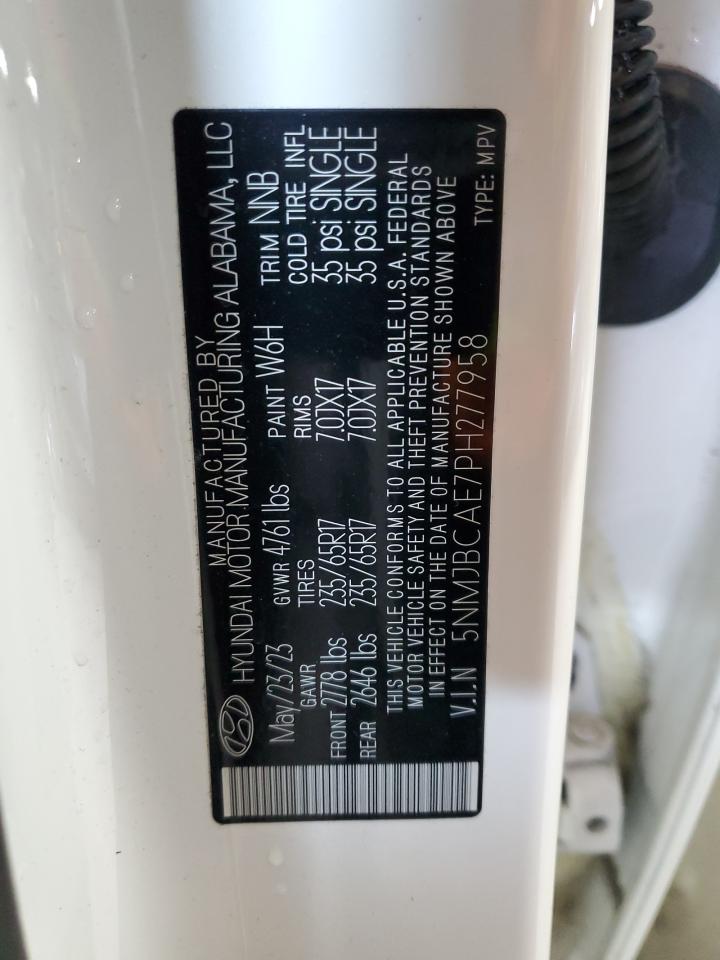 MANUFACTURED BY
HYUNDAI MOTOR MANUFACTURING ALABAMA, LLC
May/23/23 GVWR 4761 lbs PAINT W6H TRIM NNB
GAWR TIRES RIMS COLD TIRE INFL
FRONT 2778 lbs 235/65R17 7.0JX17 35 psi SINGLE
REAR 2646 lbs 235/65R17 7.0JX17 35 psi SINGLE
THIS VEHICLE CONFORMS TO ALL APPLICABLE U.S.A. FEDERAL
MOTOR VEHICLE SAFETY AND THEFT PREVENTION STANDARDS
IN EFFECT ON THE DATE OF MANUFACTURE SHOWN ABOVE
V.I.N 5NMJBCAE7PH277958 TYPE: MPV